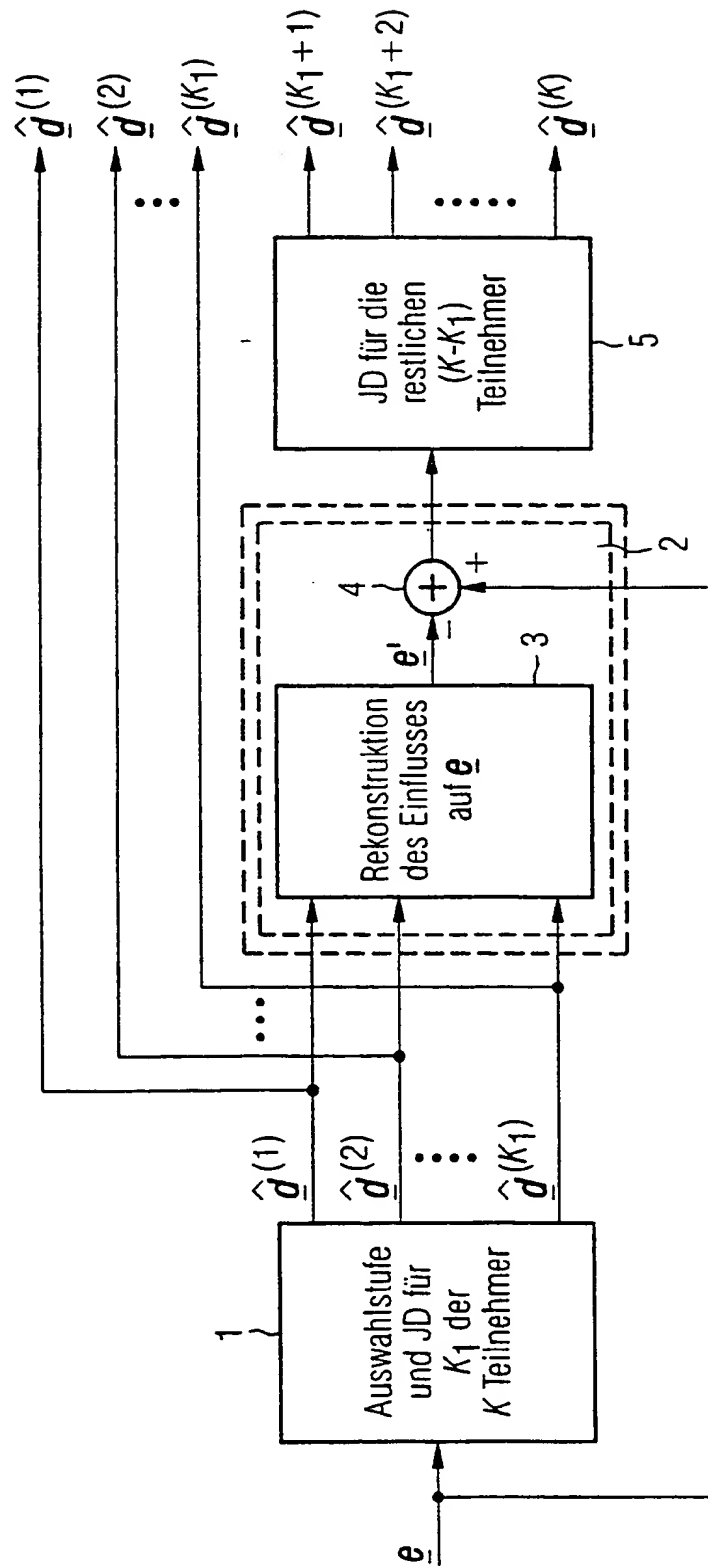 e
1
Auswahlstufe
und JD für
K₁ der
K Teilnehmer
d̂⁽¹⁾
d̂⁽²⁾
•••••
d̂⁽ᴷ¹⁾
•••
Rekonstruktion
des Einflusses
auf e
3
e'
4
+
−
+
2
JD für die
restlichen
(K-K₁)
Teilnehmer
5
d̂⁽¹⁾
d̂⁽²⁾
•••
d̂(K₁)
d̂(K₁+1)
d̂(K₁+2)
•••••
d̂(K)